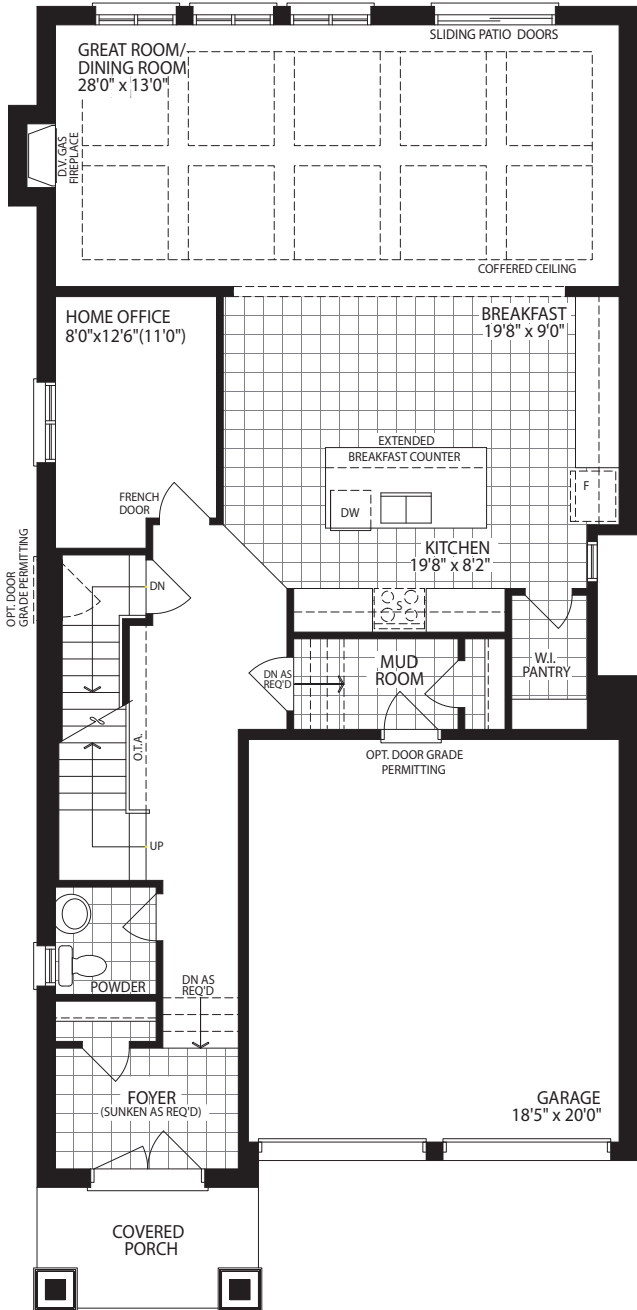 SLIDING PATIO DOORS
GREAT ROOM/
DINING ROOM
28'0" x 13'0"
D.V. GAS
FIREPLACE
COFFERED CEILING
HOME OFFICE
8'0"x12'6"(11'0")
BREAKFAST
19'8" x 9'0"
EXTENDED
BREAKFAST COUNTER
F
DW
FRENCH
DOOR
KITCHEN
19'8" x 8'2"
OPT. DOOR
GRADE PERMITTING
DN
S
MUD
ROOM
W.I.
PANTRY
DN AS
REQ'D
O.T.A.
OPT. DOOR GRADE
PERMITTING
UP
POWDER
DN AS
REQ'D
FOYER
(SUNKEN AS REQ'D)
GARAGE
18'5" x 20'0"
COVERED
PORCH